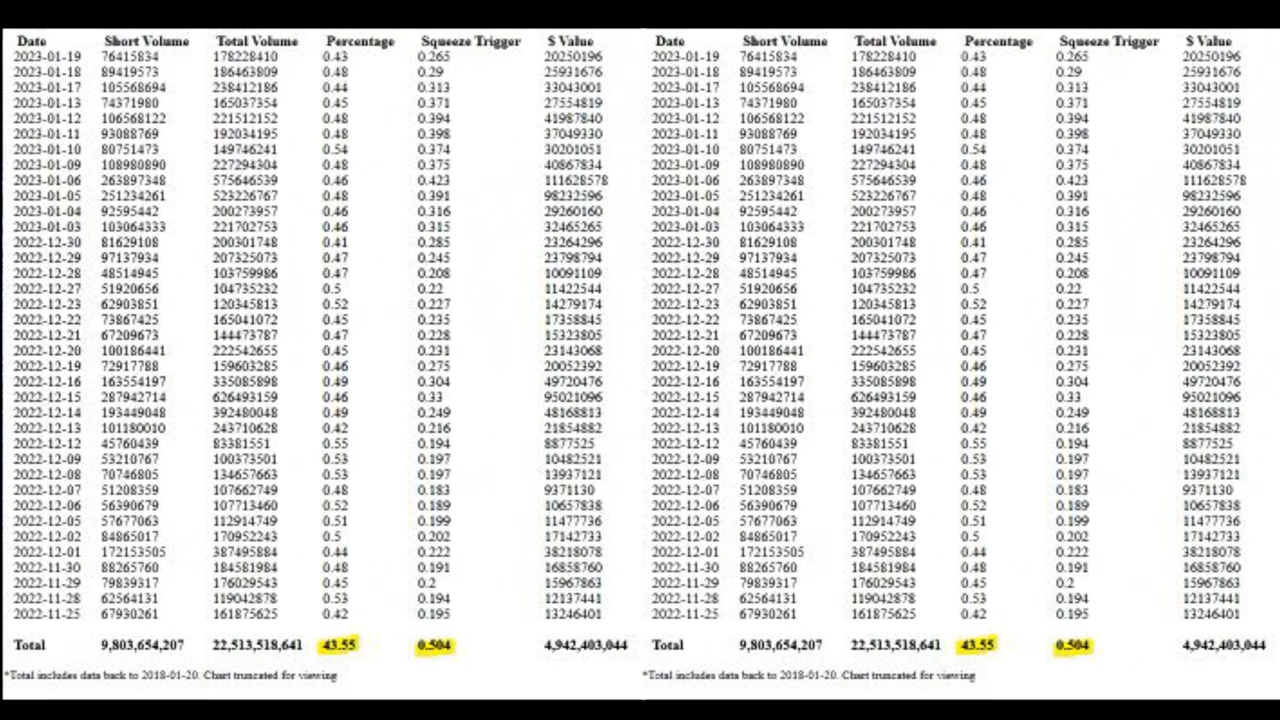 Date Short Volume Total Volume Percentage Squeeze Trigger $ Value Date Short Volume Total Volume Percentage Squeeze Trigger $ Value
2023-01-19 76415834 178228410 0.43 0.265 20250196 2023-01-19 76415834 178228410 0.43 0.265 20250196
2023-01-18 89419573 186463809 0.48 0.29 25931676 2023-01-18 89419573 186463809 0.48 0.29 25931676
2023-01-17 105568694 238412186 0.44 0.313 33043001 2023-01-17 105568694 238412186 0.44 0.313 33043001
2023-01-13 74371980 165037354 0.45 0.371 27554819 2023-01-13 74371980 165037354 0.45 0.371 27554819
2023-01-12 106568122 221512152 0.48 0.394 41987840 2023-01-12 106568122 221512152 0.48 0.394 41987840
2023-01-11 93088769 192034195 0.48 0.398 37049330 2023-01-11 93088769 192034195 0.48 0.398 37049330
2023-01-10 80751473 149746241 0.54 0.374 30201051 2023-01-10 80751473 149746241 0.54 0.374 30201051
2023-01-09 108980890 227294304 0.48 0.375 40867834 2023-01-09 108980890 227294304 0.48 0.375 40867834
2023-01-06 263897348 575646539 0.46 0.423 111628578 2023-01-06 263897348 575646539 0.46 0.423 111628578
2023-01-05 251234261 523226767 0.48 0.391 98232596 2023-01-05 251234261 523226767 0.48 0.391 98232596
2023-01-04 92595442 200273957 0.46 0.316 29260160 2023-01-04 92595442 200273957 0.46 0.316 29260160
2023-01-03 103064333 221702753 0.46 0.315 32465265 2023-01-03 103064333 221702753 0.46 0.315 32465265
2022-12-30 81629108 200301748 0.41 0.285 23264296 2022-12-30 81629108 200301748 0.41 0.285 23264296
2022-12-29 97137934 207325073 0.47 0.245 23798794 2022-12-29 97137934 207325073 0.47 0.245 23798794
2022-12-28 48514945 103759986 0.47 0.208 10091109 2022-12-28 48514945 103759986 0.47 0.208 10091109
2022-12-27 51920656 104735232 0.5 0.22 11422544 2022-12-27 51920656 104735232 0.5 0.22 11422544
2022-12-23 62903851 120345813 0.52 0.227 14279174 2022-12-23 62903851 120345813 0.52 0.227 14279174
2022-12-22 73867425 165041072 0.45 0.235 17358845 2022-12-22 73867425 165041072 0.45 0.235 17358845
2022-12-21 67209673 144473787 0.47 0.228 15323805 2022-12-21 67209673 144473787 0.47 0.228 15323805
2022-12-20 100186441 222542655 0.45 0.231 23143068 2022-12-20 100186441 222542655 0.45 0.231 23143068
2022-12-19 72917788 159603285 0.46 0.275 20052392 2022-12-19 72917788 159603285 0.46 0.275 20052392
2022-12-16 163554197 335085898 0.49 0.304 49720476 2022-12-16 163554197 335085898 0.49 0.304 49720476
2022-12-15 287942714 626493159 0.46 0.33 95021096 2022-12-15 287942714 626493159 0.46 0.33 95021096
2022-12-14 193449048 392480048 0.49 0.249 48168813 2022-12-14 193449048 392480048 0.49 0.249 48168813
2022-12-13 101180010 243710628 0.42 0.216 21854882 2022-12-13 101180010 243710628 0.42 0.216 21854882
2022-12-12 45760439 83381551 0.55 0.194 8877525 2022-12-12 45760439 83381551 0.55 0.194 8877525
2022-12-09 53210767 100373501 0.53 0.197 10482521 2022-12-09 53210767 100373501 0.53 0.197 10482521
2022-12-08 70746805 134657663 0.53 0.197 13937121 2022-12-08 70746805 134657663 0.53 0.197 13937121
2022-12-07 51208359 107662749 0.48 0.183 9371130 2022-12-07 51208359 107662749 0.48 0.183 9371130
2022-12-06 56390679 107713460 0.52 0.189 10657838 2022-12-06 56390679 107713460 0.52 0.189 10657838
2022-12-05 57677063 112914749 0.51 0.199 11477736 2022-12-05 57677063 112914749 0.51 0.199 11477736
2022-12-02 84865017 170952243 0.5 0.202 17142733 2022-12-02 84865017 170952243 0.5 0.202 17142733
2022-12-01 172153505 387495884 0.44 0.222 38218078 2022-12-01 172153505 387495884 0.44 0.222 38218078
2022-11-30 88265760 184581984 0.48 0.191 16858760 2022-11-30 88265760 184581984 0.48 0.191 16858760
2022-11-29 79839317 176029543 0.45 0.2 15967863 2022-11-29 79839317 176029543 0.45 0.2 15967863
2022-11-28 62564131 119042878 0.53 0.194 12137441 2022-11-28 62564131 119042878 0.53 0.194 12137441
2022-11-25 67930261 161875625 0.42 0.195 13246401 2022-11-25 67930261 161875625 0.42 0.195 13246401
Total 9,803,654,207 22,513,518,641 43.55 0.504 4,942,403,044 Total 9,803,654,207 22,513,518,641 43.55 0.504 4,942,403,044
*Total includes data back to 2018-01-20. Chart truncated for viewing *Total includes data back to 2018-01-20. Chart truncated for viewing